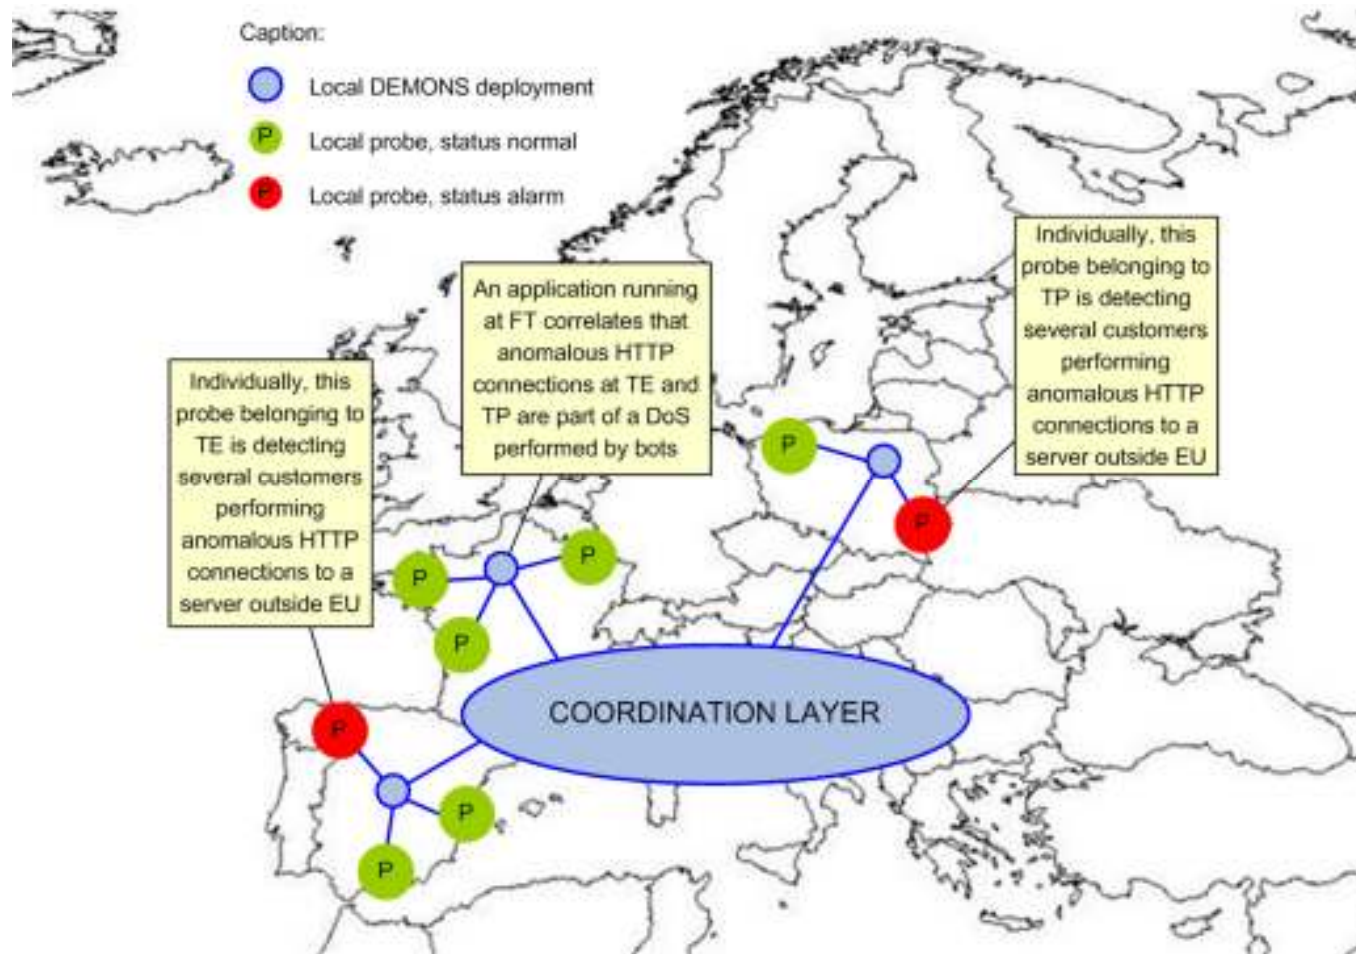 Caption:
Local DEMONS deployment
P
Local probe, status normal
P
Local probe, status alarm
Individually, this
probe belonging to
TP is detecting
several customers
performing
anomalous HTTP
connections to a
server outside EU
An application running
at FT correlates that
anomalous HTTP
connections at TE and
TP are part of a DoS
performed by bots
Individually, this
probe belonging to
TE is detecting
several customers
performing
anomalous HTTP
connections to a
server outside EU
P
P
P
P
P
COORDINATION LAYER
P
P
P